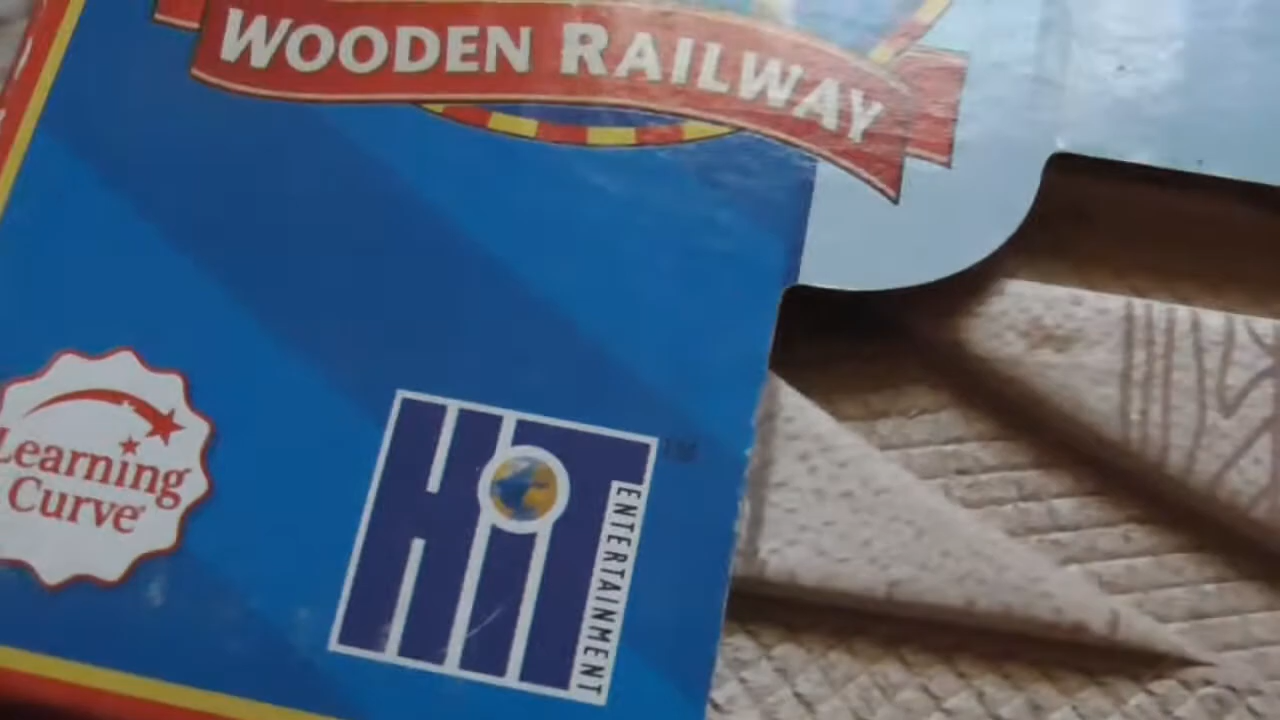 WOODEN RAILWAY
Learning
Curve
HiT
ENTERTAINMENT